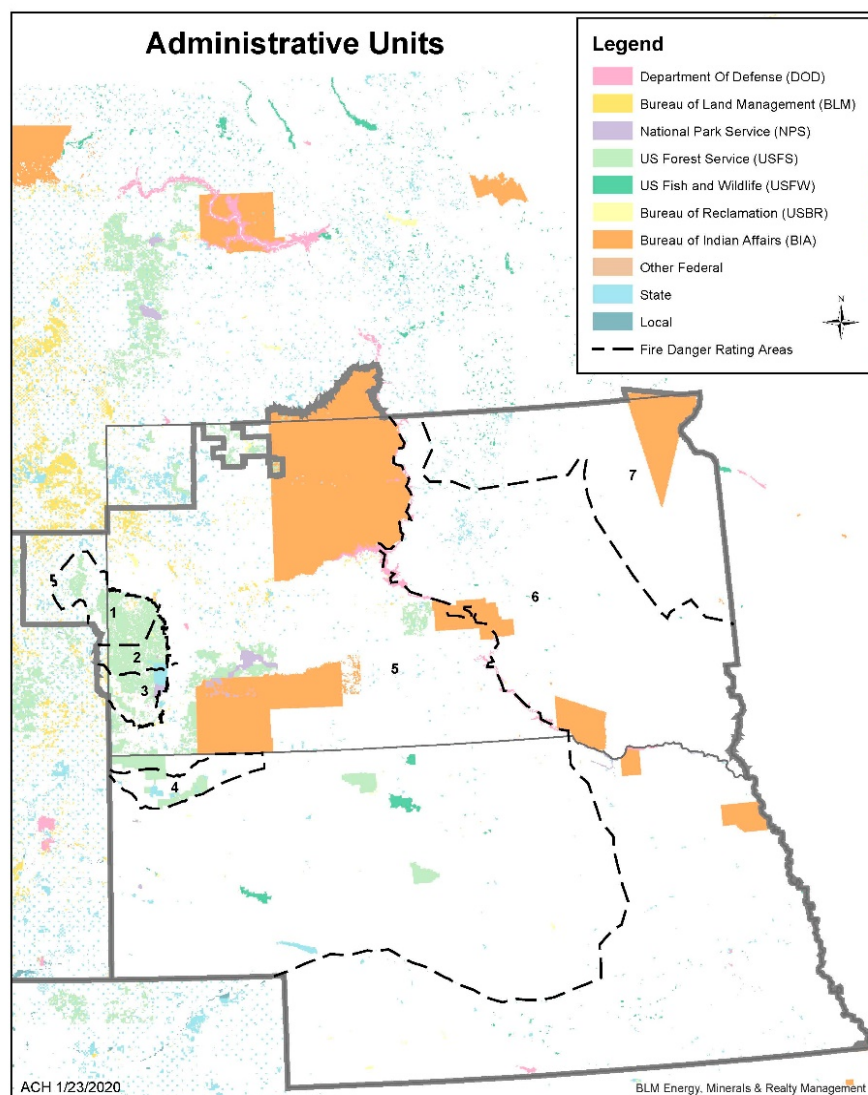 Administrative Units
Legend
Department Of Defense (DOD)
Bureau of Land Management (BLM)
National Park Service (NPS)
US Forest Service (USFS)
US Fish and Wildlife (USFW)
Bureau of Reclamation (USBR)
Bureau of Indian Affairs (BIA)
Other Federal
State
Local
Fire Danger Rating Areas
N
7
5
1
6
2
5
3
4
ACH 1/23/2020
BLM Energy, Minerals & Realty Management